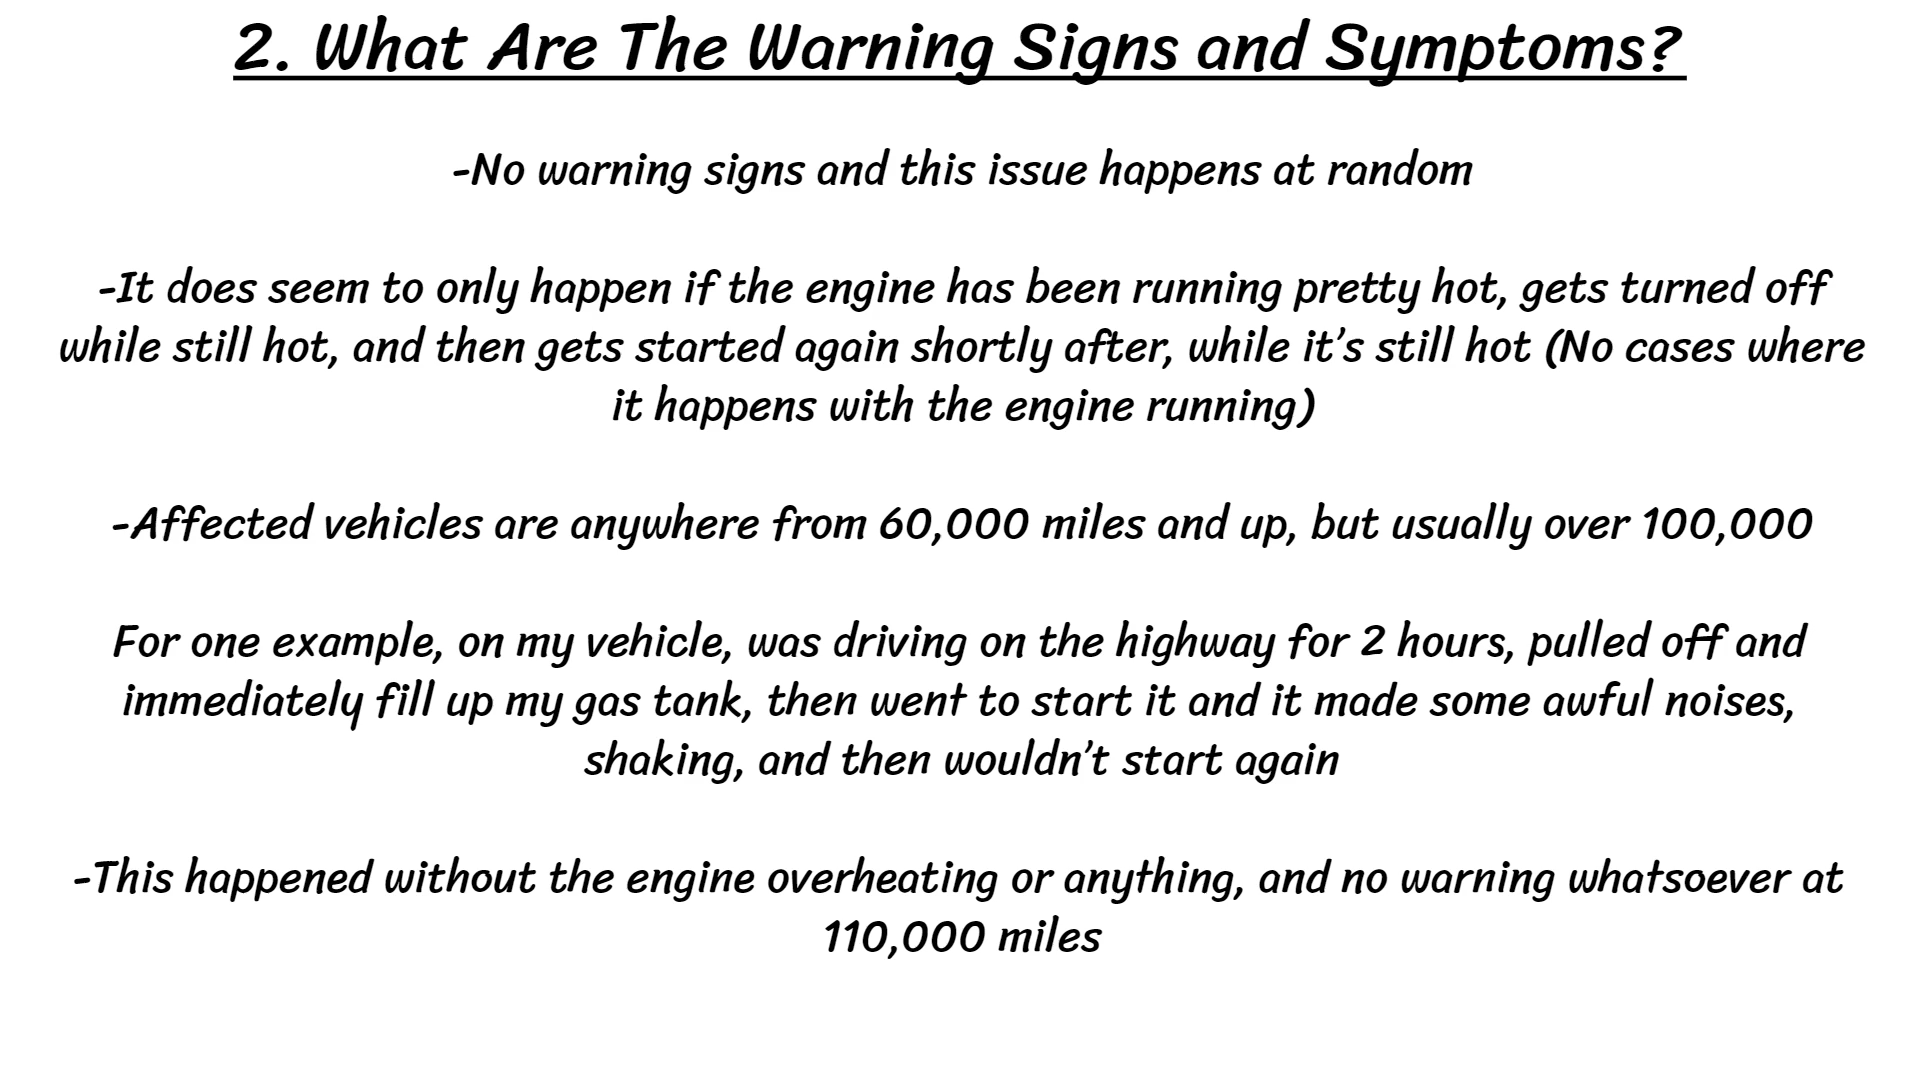 2. What Are The Warning Signs and Symptoms?
-No warning signs and this issue happens at random
-It does seem to only happen if the engine has been running pretty hot, gets turned off
while still hot, and then gets started again shortly after, while it's still hot (No cases where
it happens with the engine running)
-Affected vehicles are anywhere from 60,000 miles and up, but usually over 100,000
For one example, on my vehicle, was driving on the highway for 2 hours, pulled off and
immediately fill up my gas tank, then went to start it and it made some awful noises,
shaking, and then wouldn't start again
-This happened without the engine overheating or anything, and no warning whatsoever at
110,000 miles